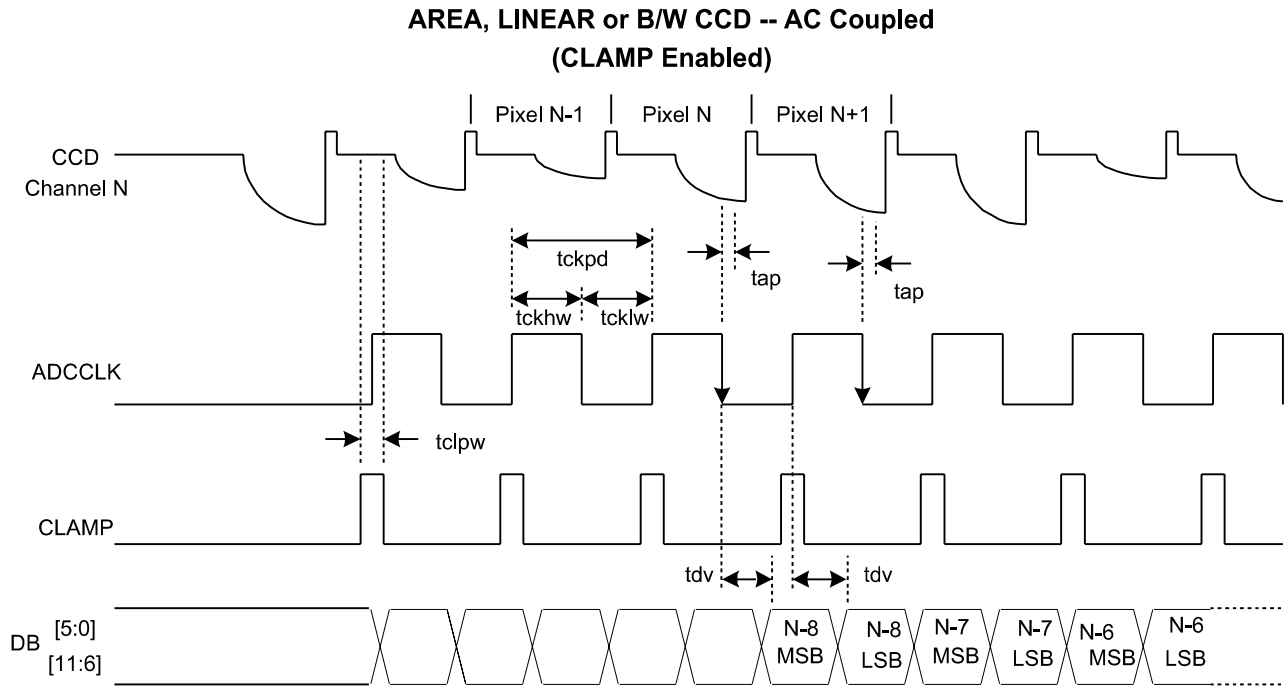 AREA, LINEAR or B/W CCD -- AC Coupled
(CLAMP Enabled)
Pixel N-1
Pixel N
Pixel N+1
CCD
Channel N
tckpd
tap
tap
tckhw
tcklw
ADCCLK
tclpw
CLAMP
tdv
tdv
DB
[5:0]
[11:6]
N-8
MSB
N-8
LSB
N-7
MSB
N-7
LSB
N-6
MSB
N-6
LSB